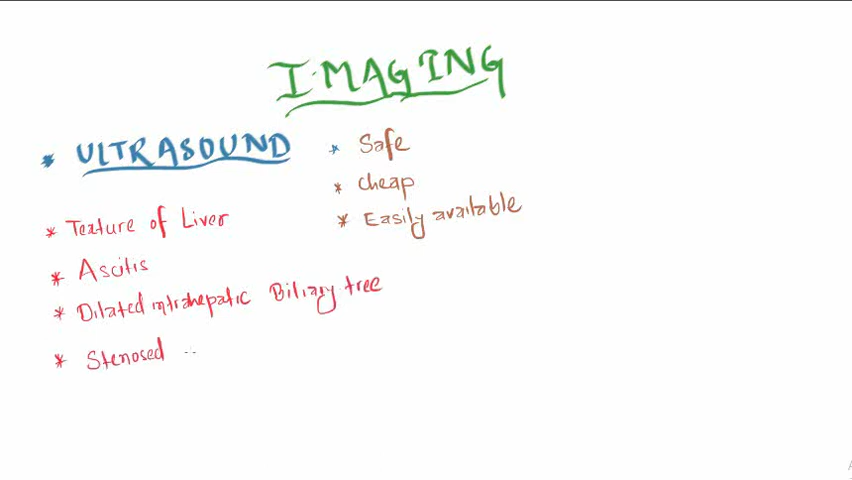 IMAGING
* ULTRASOUND
* Safe
* Cheap
* Easily available
* Texture of Liver
* Ascitis
* Dilated intrahepatic Biliary tree
* Stenosed